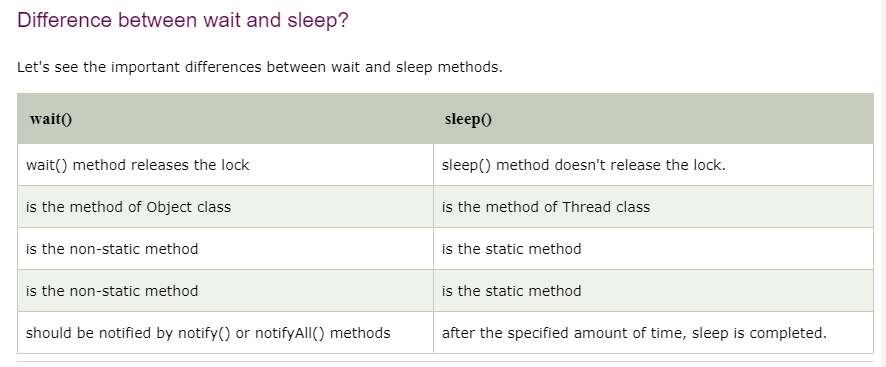 Difference between wait and sleep?
Let's see the important differences between wait and sleep methods.
wait() sleep()
wait() method releases the lock sleep() method doesn't release the lock.
is the method of Object class is the method of Thread class
is the non-static method is the static method
is the non-static method is the static method
should be notified by notify() or notifyAll() methods after the specified amount of time, sleep is completed.